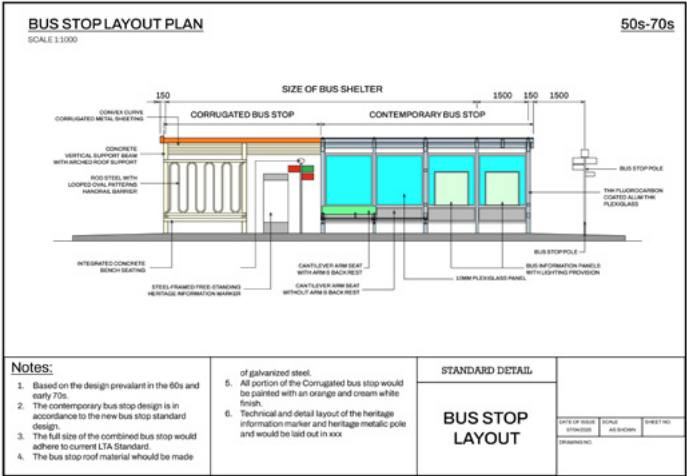 BUS STOP LAYOUT PLAN
SCALE 1:1000
50s-70s
SIZE OF BUS SHELTER
150
1500
150
1500
CORRUGATED BUS STOP
CONTEMPORARY BUS STOP
CONVEX CURVE
CORRUGATED METAL SHEETING
CONCRETE
VERTICAL SUPPORT BEAM
WITH ARCHED ROOF SUPPORT
ROD STEEL WITH
LOOPED OVAL PATTERNS
HANDRAIL BARRIER
BUS STOP POLE
THK FLUOROCARBON
COATED ALUM THK
PLEXIGLASS
BUS STOP POLE
INTEGRATED CONCRETE
BENCH SEATING
STEEL-FRAMED FREE-STANDING
HERITAGE INFORMATION MARKER
CANTILEVER ARM SEAT
WITH ARM & BACK REST
CANTILEVER ARM SEAT
WITHOUT ARM & BACK REST
10MM PLEXIGLASS PANEL
BUS INFORMATION PANELS
WITH LIGHTING PROVISION
Notes:
1. Based on the design prevalant in the 60s and
early 70s.
2. The contemporary bus stop design is in
accordance to the new bus stop standard
design.
3. The full size of the combined bus stop would
adhere to current LTA Standard.
4. The bus stop roof material whould be made
of galvanized steel.
5. All portion of the Corrugated bus stop would
be painted with an orange and cream white
finish.
6. Technical and detail layout of the heritage
information marker and heritage metalic pole
and would be laid out in xxx
STANDARD DETAIL
BUS STOP
LAYOUT
DATE OF ISSUE
SCALE
SHEET NO.
AS SHOWN
DRAWING NO.